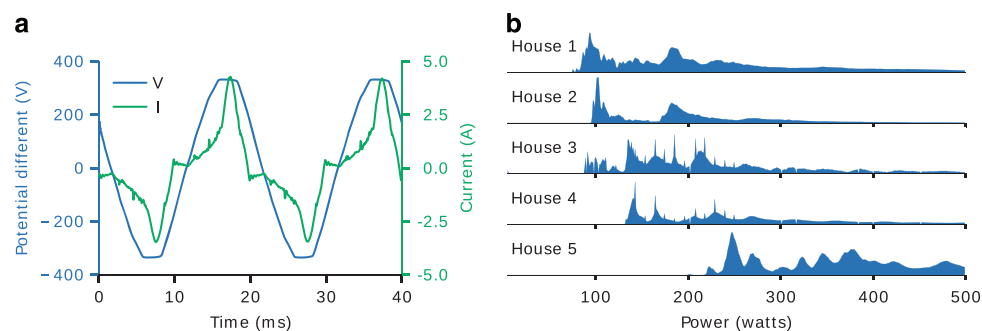 a
400
200
0
−200
−400
Potential different (V)
V
I
5.0
2.5
0.0
-2.5
-5.0
Current (A)
0
10
20
30
40
Time (ms)
b
House 1
House 2
House 3
House 4
House 5
100
200
300
400
500
Power (watts)